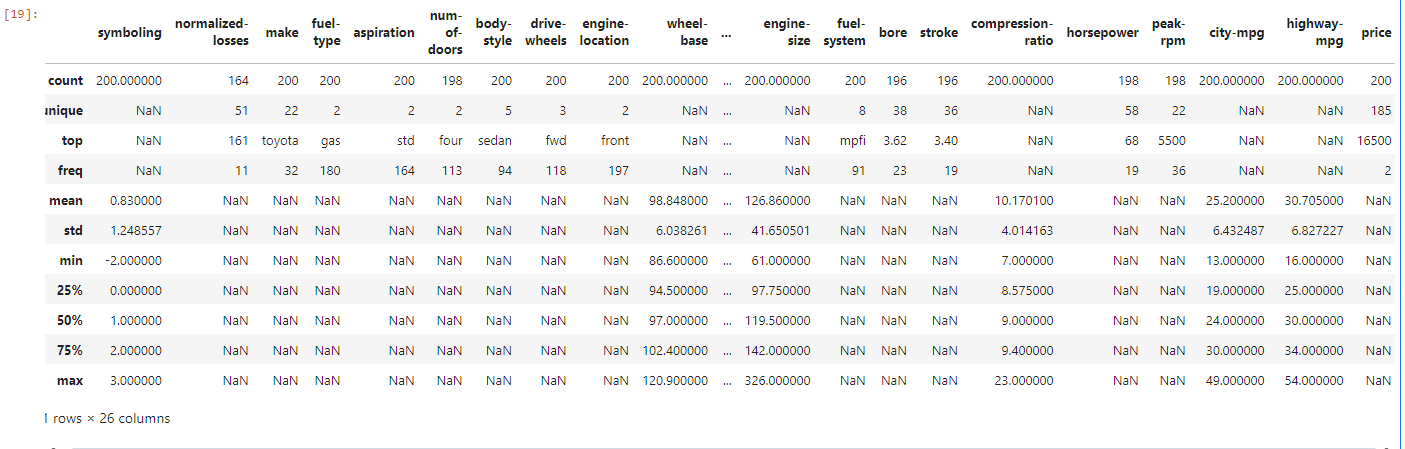 [19]:
symboling normalized-losses make fuel-type aspiration num-of-doors body-style drive-wheels engine-location wheel-base ... engine-size fuel-system bore stroke compression-ratio horsepower peak-rpm city-mpg highway-mpg price
count 200.000000 164 200 200 200 198 200 200 200 200.000000 ... 200.000000 200 196 196 200.000000 198 198 200.000000 200.000000 200
unique NaN 51 22 2 2 2 5 3 2 NaN ... NaN 8 38 36 NaN 58 22 NaN NaN 185
top NaN 161 toyota gas std four sedan fwd front NaN ... NaN mpfi 3.62 3.40 NaN 68 5500 NaN NaN 16500
freq NaN 11 32 180 164 113 94 118 197 NaN ... NaN 91 23 19 NaN 19 36 NaN NaN 2
mean 0.830000 NaN NaN NaN NaN NaN NaN NaN NaN 98.848000 ... 126.860000 NaN NaN NaN 10.170100 NaN NaN 25.200000 30.705000 NaN
std 1.248557 NaN NaN NaN NaN NaN NaN NaN NaN 6.038261 ... 41.650501 NaN NaN NaN 4.014163 NaN NaN 6.432487 6.827227 NaN
min -2.000000 NaN NaN NaN NaN NaN NaN NaN NaN 86.600000 ... 61.000000 NaN NaN NaN 7.000000 NaN NaN 13.000000 16.000000 NaN
25% 0.000000 NaN NaN NaN NaN NaN NaN NaN NaN 94.500000 ... 97.750000 NaN NaN NaN 8.575000 NaN NaN 19.000000 25.000000 NaN
50% 1.000000 NaN NaN NaN NaN NaN NaN NaN NaN 97.000000 ... 119.500000 NaN NaN NaN 9.000000 NaN NaN 24.000000 30.000000 NaN
75% 2.000000 NaN NaN NaN NaN NaN NaN NaN NaN 102.400000 ... 142.000000 NaN NaN NaN 9.400000 NaN NaN 30.000000 34.000000 NaN
max 3.000000 NaN NaN NaN NaN NaN NaN NaN NaN 120.900000 ... 326.000000 NaN NaN NaN 23.000000 NaN NaN 49.000000 54.000000 NaN
1 rows × 26 columns